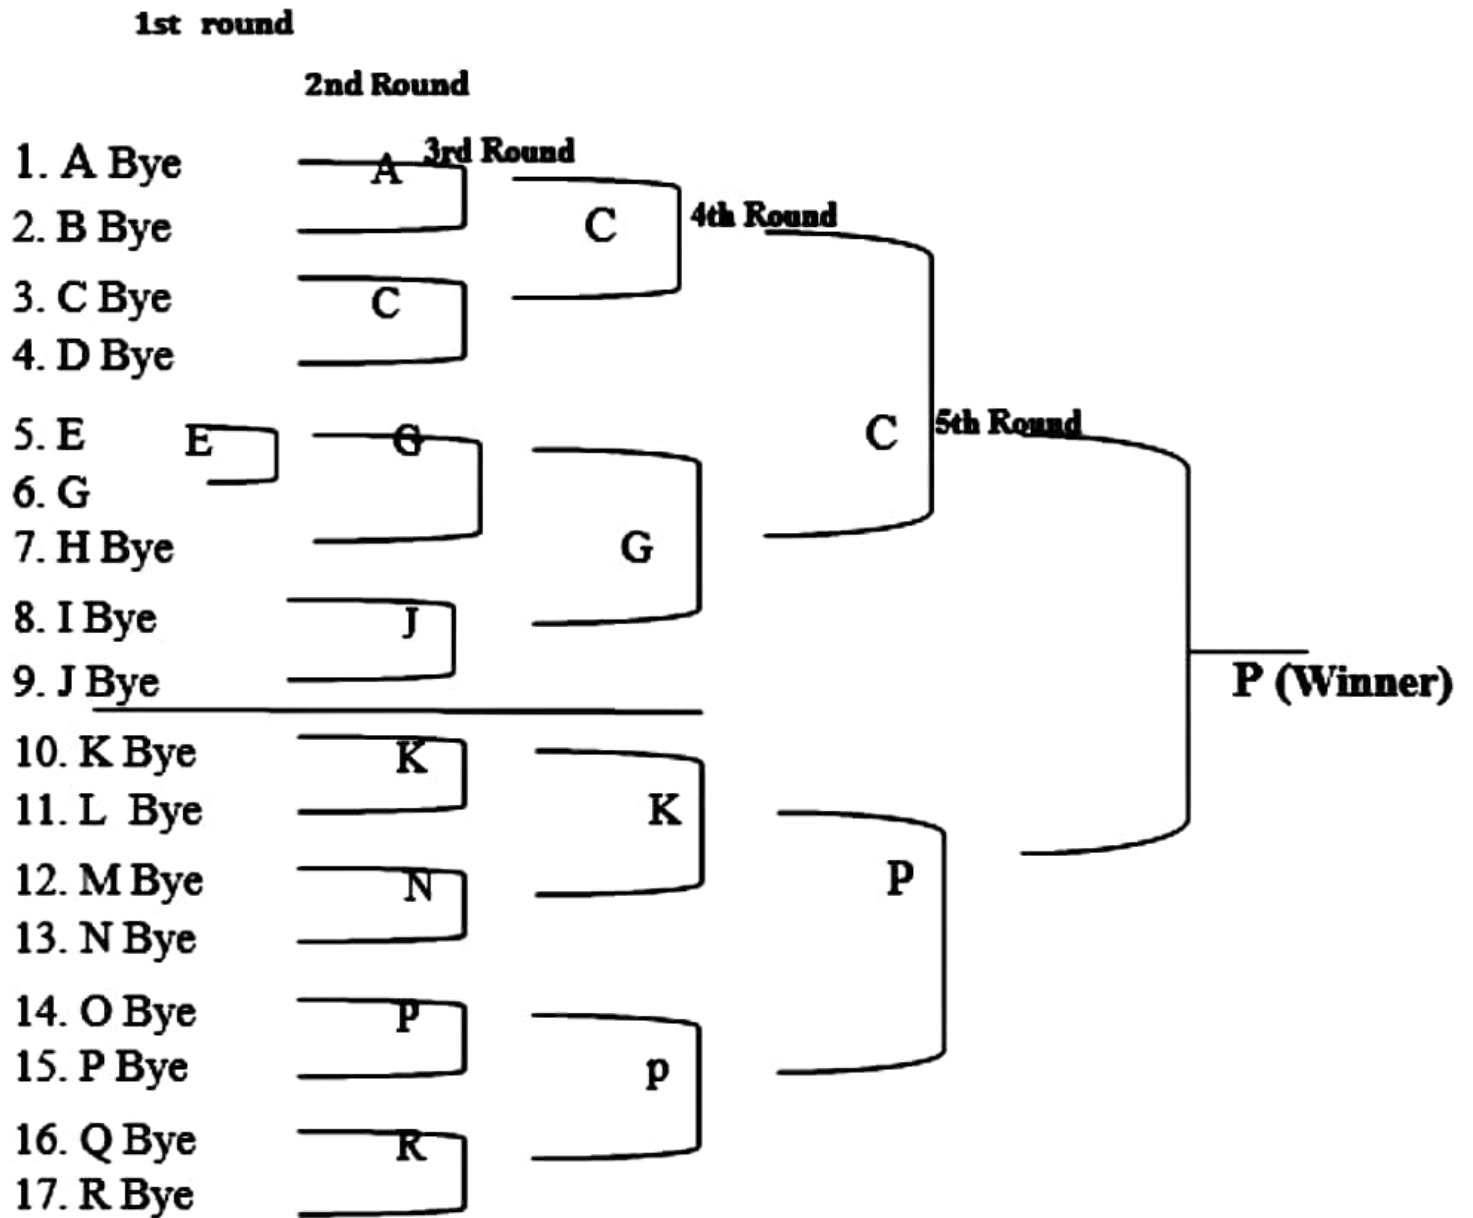 1st round
2nd Round
3rd Round
4th Round
5th Round
1. A Bye
A
2. B Bye
C
3. C Bye
C
4. D Bye
5. E
E
G
C
6. G
7. H Bye
G
8. I Bye
J
9. J Bye
P (Winner)
10. K Bye
K
11. L Bye
K
12. M Bye
N
P
13. N Bye
14. O Bye
P
15. P Bye
p
16. Q Bye
R
17. R Bye